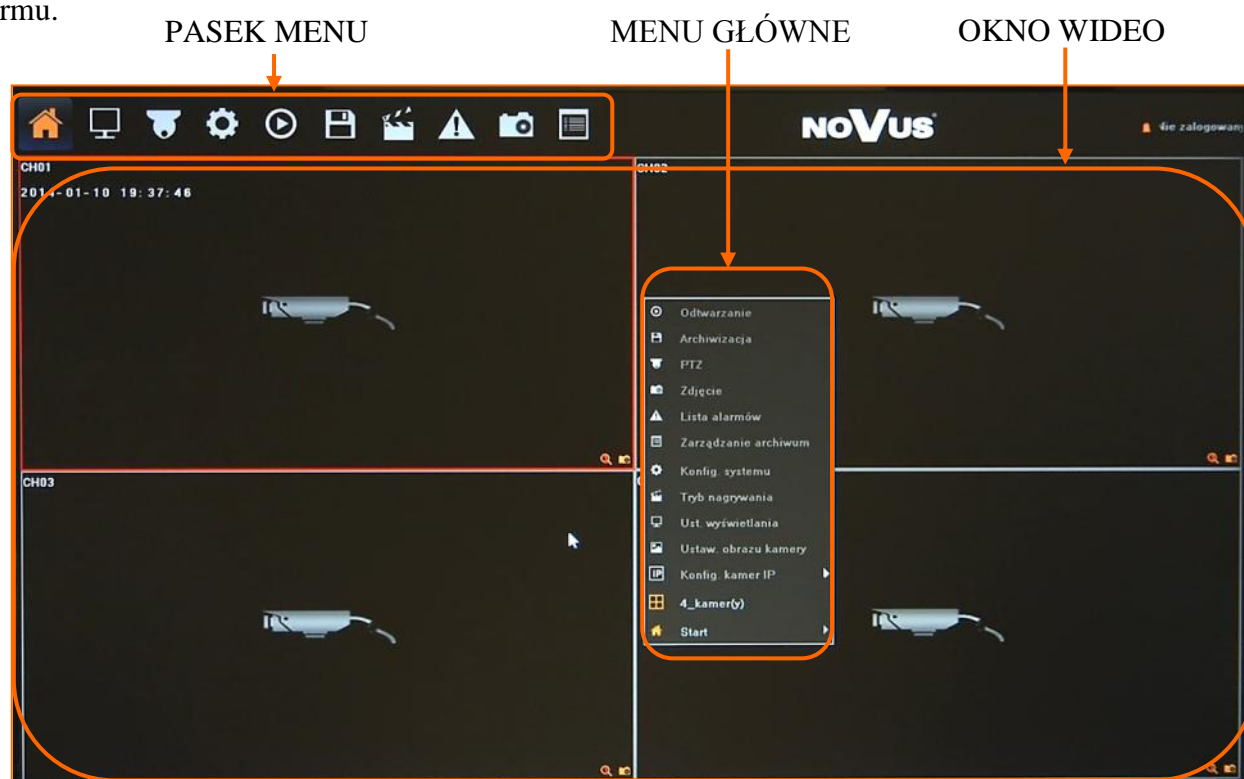 rmu.
PASEK MENU
MENU GŁÓWNE
OKNO WIDEO
NOVUS
zalogowany
CH01
CH02
2014-01-10 19:37:46
Odtwarzanie
Archiwizacja
PTZ
Zdjęcie
Lista alarmów
Zarządzanie archiwum
Konfig. systemu
Tryb nagrywania
Ust. wyświetlania
Ustaw. obrazu kamery
IP Konfig. kamer IP
4_kamer(y)
Start
CH03